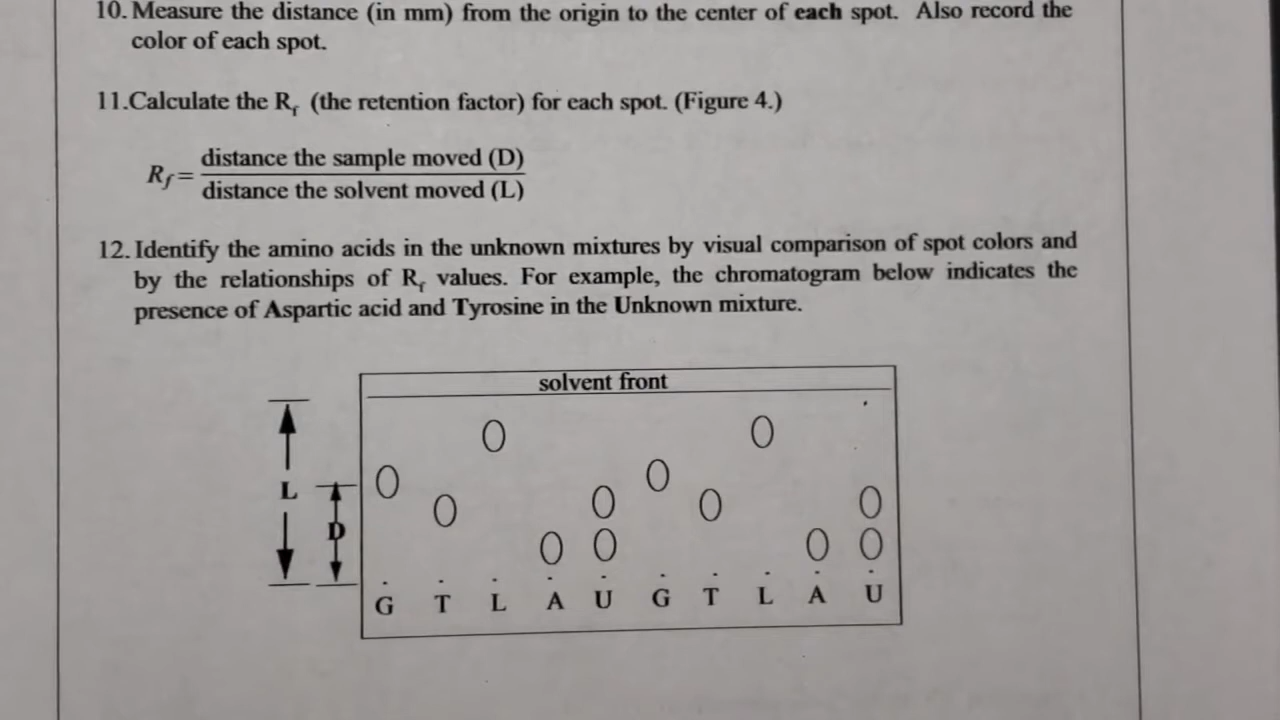 10. Measure the distance (in mm) from the origin to the center of each spot. Also record the
color of each spot.
11.Calculate the Rf (the retention factor) for each spot. (Figure 4.)
Rf= distance the sample moved (D)
distance the solvent moved (L)
12. Identify the amino acids in the unknown mixtures by visual comparison of spot colors and
by the relationships of Rf values. For example, the chromatogram below indicates the
presence of Aspartic acid and Tyrosine in the Unknown mixture.
solvent front
L
D
G T L A U G T L A U